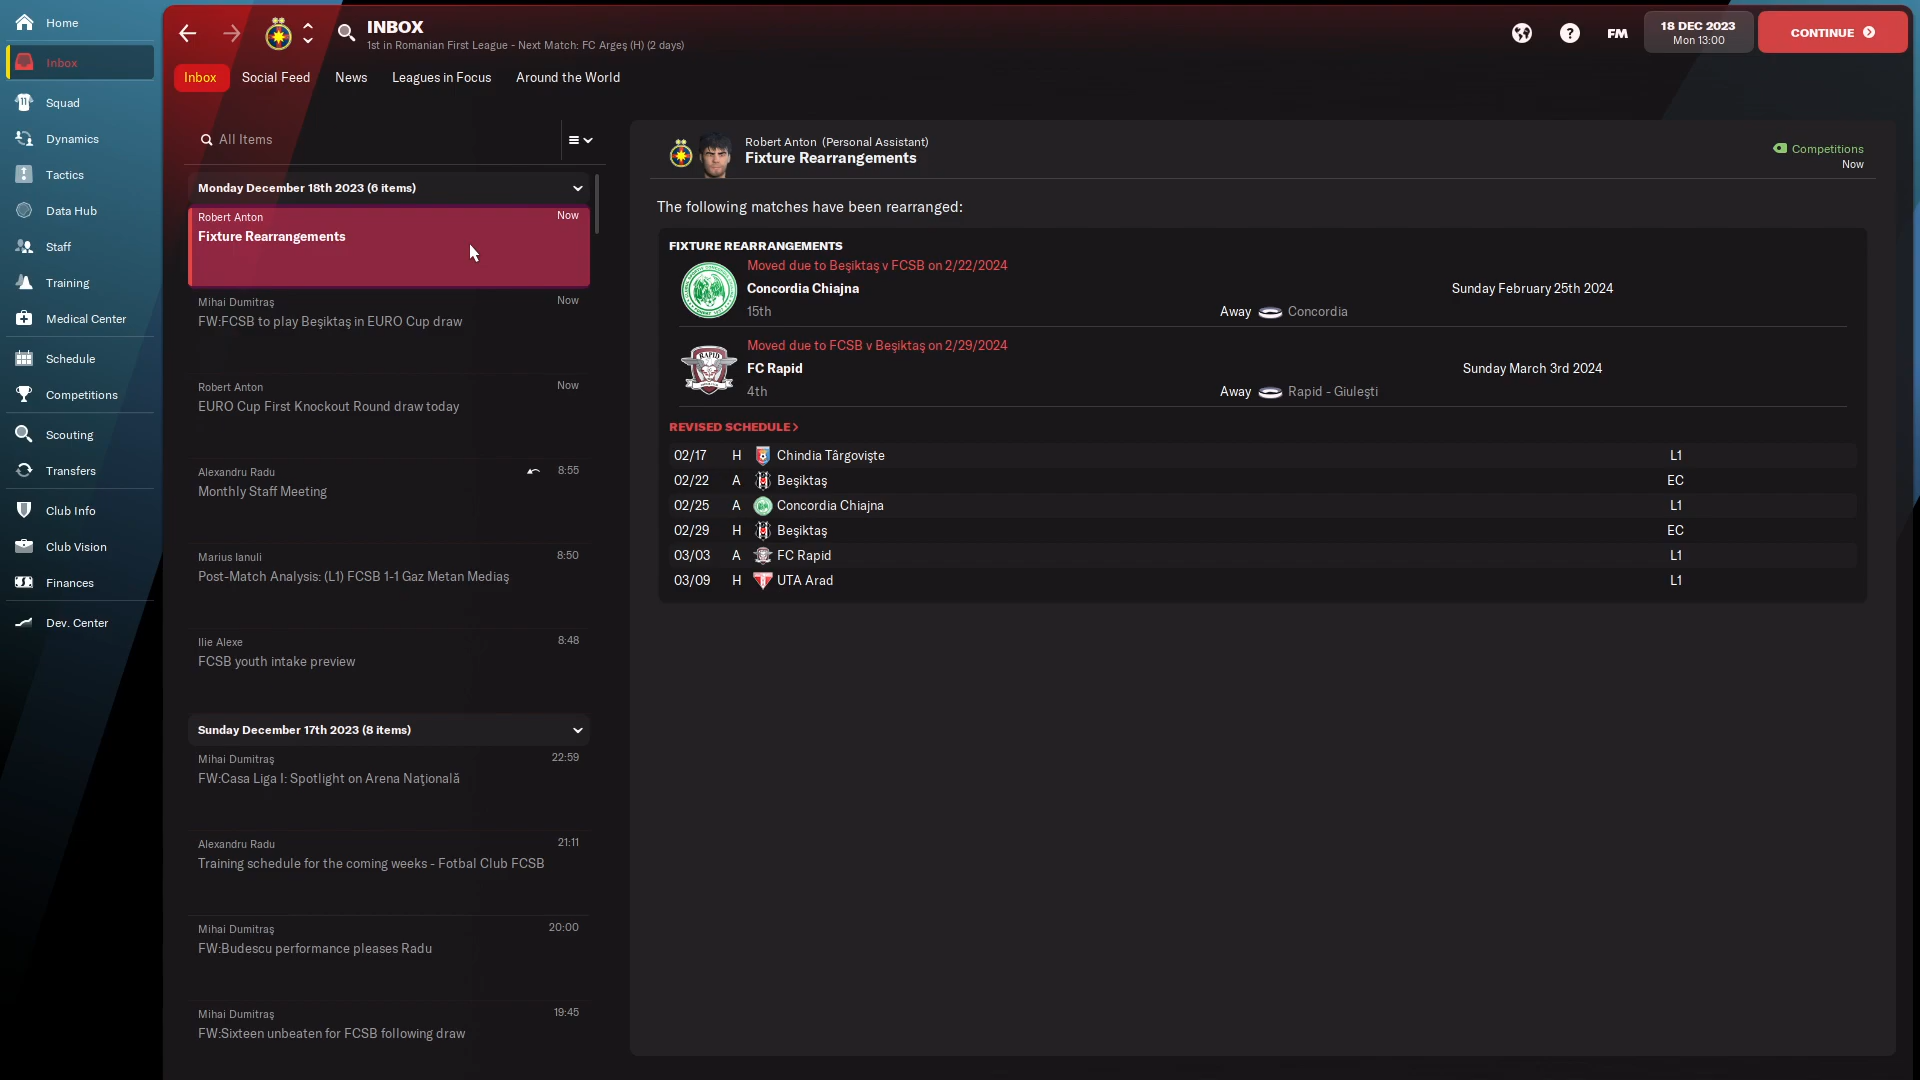 Home
Inbox
Squad
Dynamics
Tactics
Data Hub
Staff
Training
Medical Center
Schedule
Competitions
Scouting
Transfers
Club Info
Club Vision
Finances
Dev. Center
INBOX
1st in Romanian First League - Next Match: FC Argeș (H) (2 days)
FM
18 DEC 2023
Mon 13:00
CONTINUE
Inbox Social Feed News Leagues in Focus Around the World
All Items
Monday December 18th 2023 (6 items)
Robert Anton Now
Fixture Rearrangements
Mihai Dumitraş Now
FW:FCSB to play Beşiktaş in EURO Cup draw
Robert Anton Now
EURO Cup First Knockout Round draw today
Alexandru Radu 8:55
Monthly Staff Meeting
Marius Ianuli 8:50
Post-Match Analysis: (L1) FCSB 1-1 Gaz Metan Mediaş
Ilie Alexe 8:48
FCSB youth intake preview
Sunday December 17th 2023 (8 items)
Mihai Dumitraş 22:59
FW:Casa Liga I: Spotlight on Arena Naţională
Alexandru Radu 21:11
Training schedule for the coming weeks - Fotbal Club FCSB
Mihai Dumitraş 20:00
FW:Budescu performance pleases Radu
Mihai Dumitraş 19:45
FW:Sixteen unbeaten for FCSB following draw
Robert Anton (Personal Assistant)
Fixture Rearrangements
Competitions
Now
The following matches have been rearranged:
FIXTURE REARRANGEMENTS
Moved due to Beşiktaş v FCSB on 2/22/2024
Concordia Chiajna Sunday February 25th 2024
15th Away Concordia
Moved due to FCSB v Beşiktaş on 2/29/2024
FC Rapid Sunday March 3rd 2024
4th Away Rapid - Giuleşti
REVISED SCHEDULE >
02/17 H Chindia Târgovişte L1
02/22 A Beşiktaş EC
02/25 A Concordia Chiajna L1
02/29 H Beşiktaş EC
03/03 A FC Rapid L1
03/09 H UTA Arad L1